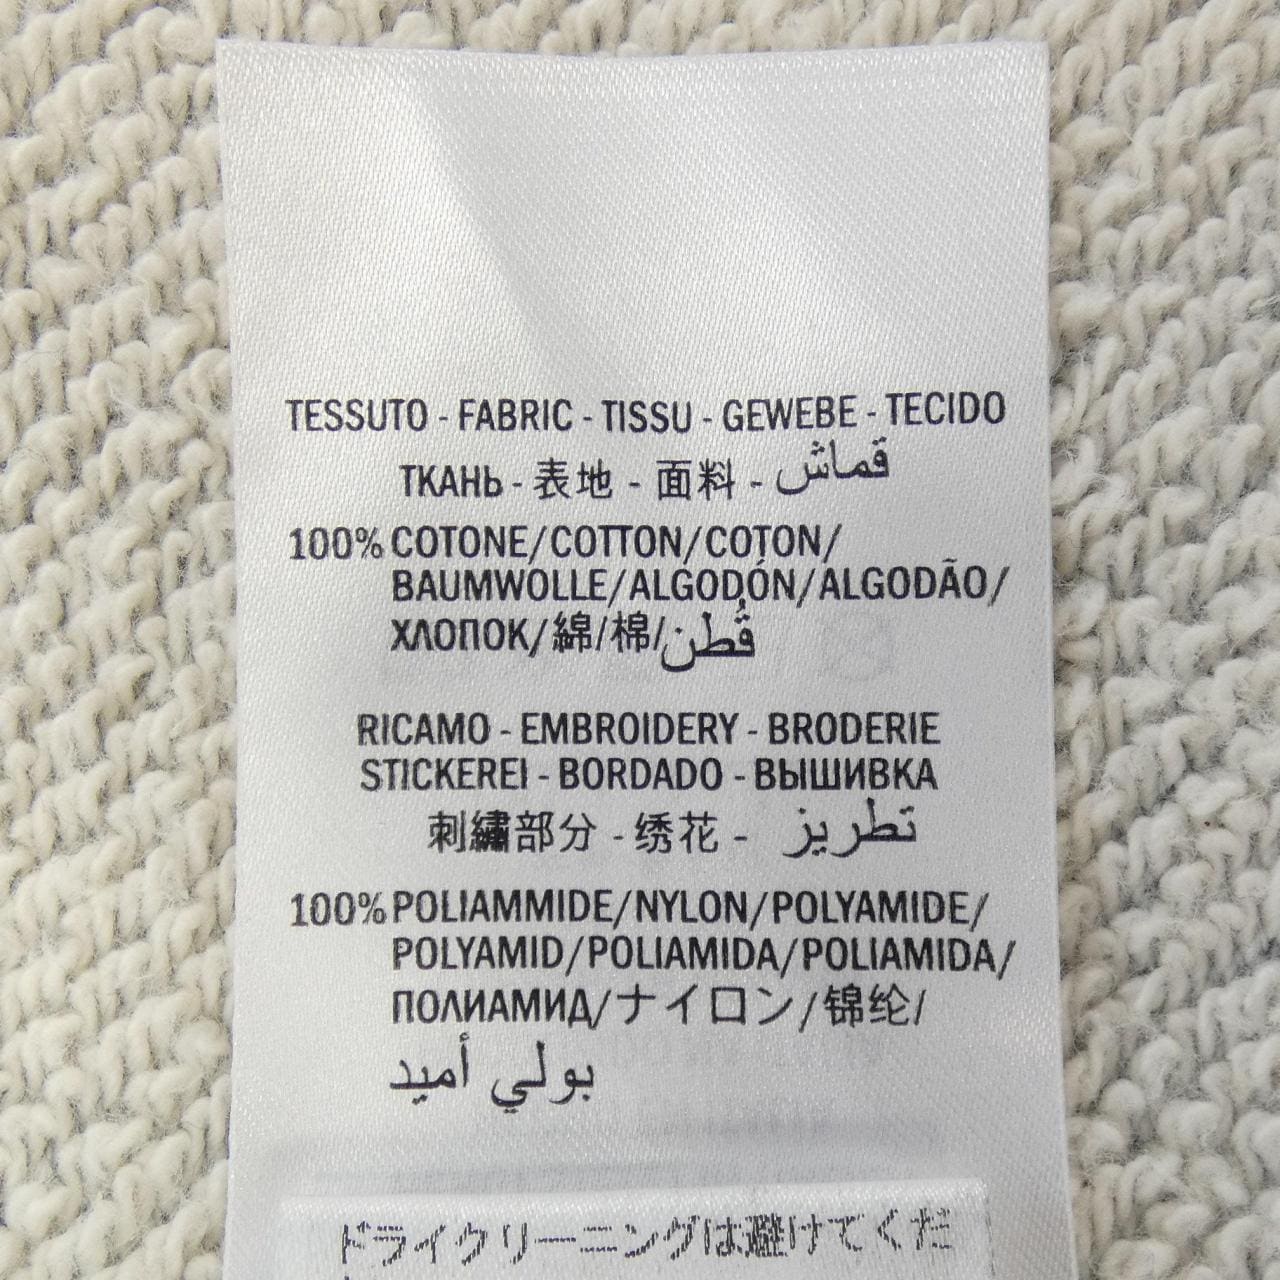 TESSUTO - FABRIC - TISSU - GEWEBE - TECIDO
ТКАНЬ - 表地 - 面料 - قماش
100% COTONE/COTTON/COTON/
BAUMWOLLE/ALGODÓN/ALGODÃO/
ХЛОПОК/綿/棉/قُطن
RICAMO - EMBROIDERY - BRODERIE
STICKEREI - BORDADO - ВЫШИВКА
刺繍部分 - 绣花 - تطريز
100% POLIAMMIDE/NYLON/POLYAMIDE/
POLYAMID/POLIAMIDA/POLIAMIDA/
ПОЛИАМИД/ナイロン/锦纶/
بولي أميد
ドライクリーニングは避けてくだ